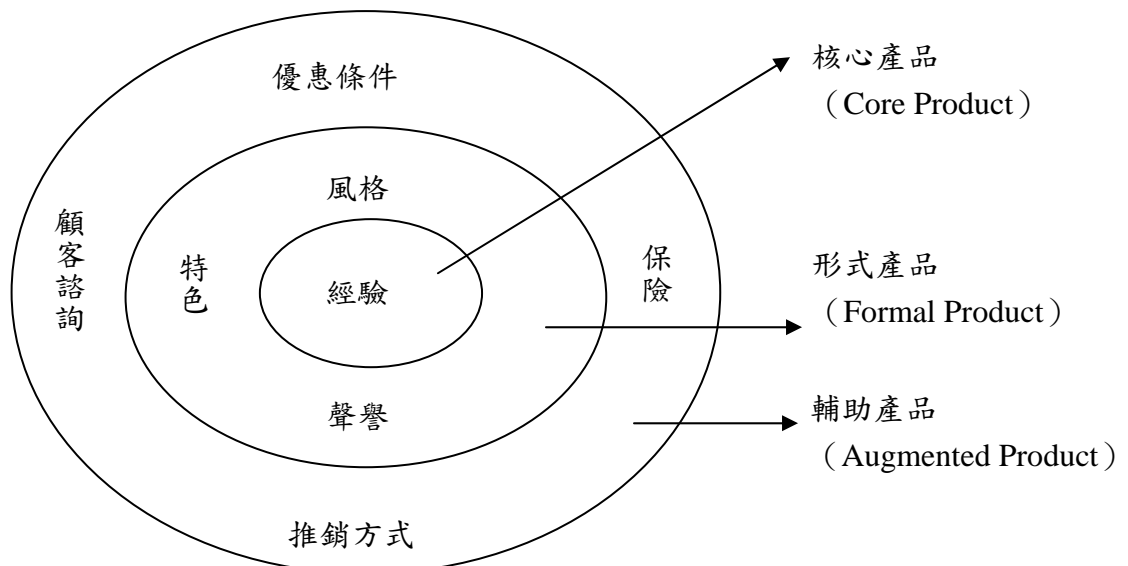 優惠條件
核心產品
（Core Product）
風格
顧客諮詢
特色
經驗
保險
形式產品
（Formal Product）
聲譽
輔助產品
（Augmented Product）
推銷方式